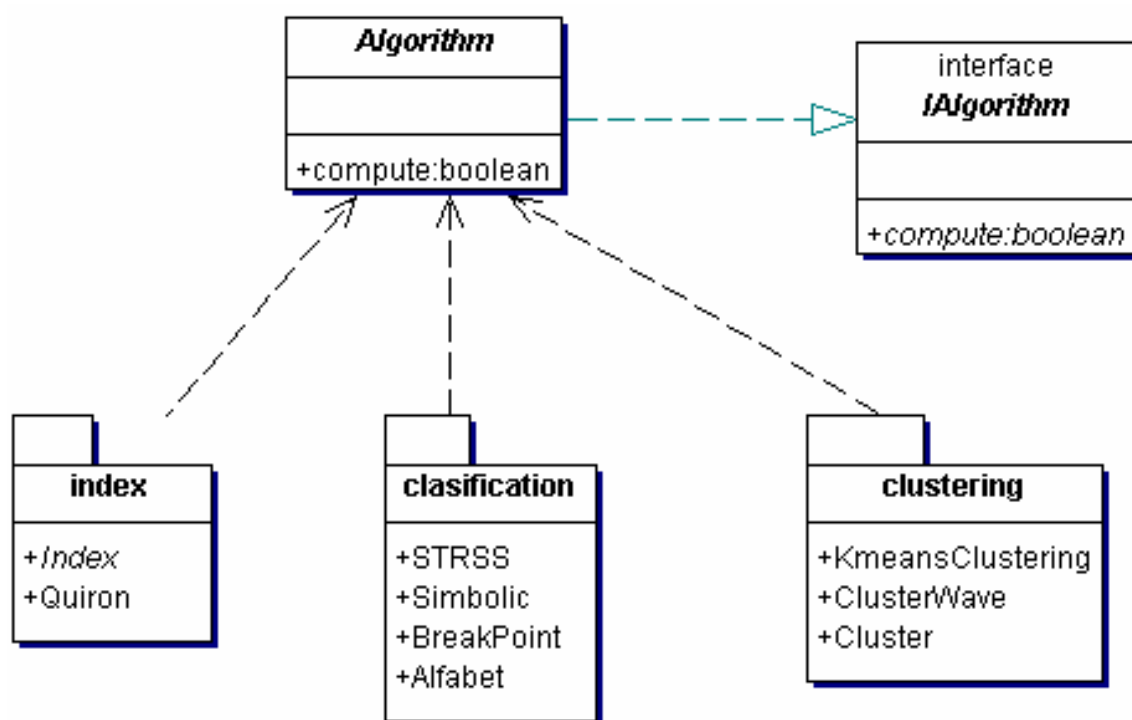 Algorithm
+compute:boolean
interface
IAlgorithm
+compute:boolean
index
+Index
+Quiron
clasification
+STRSS
+Simbolic
+BreakPoint
+Alfabet
clustering
+KmeansClustering
+ClusterWave
+Cluster